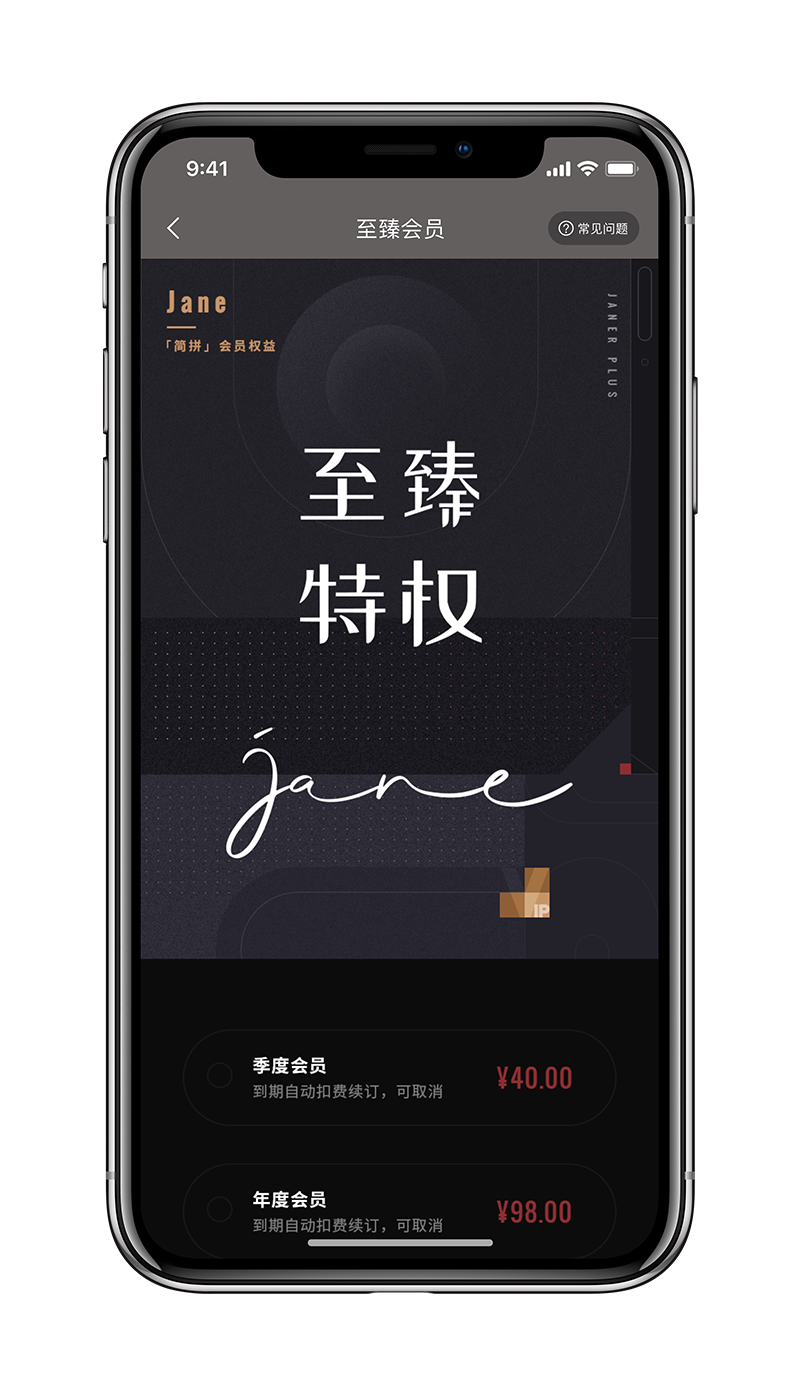 9:41
至臻会员
常见问题
Jane
「简拼」会员权益
JANER PLUS
至臻
特权
jane
VIP
季度会员
到期自动扣费续订，可取消
¥40.00
年度会员
到期自动扣费续订，可取消
¥98.00